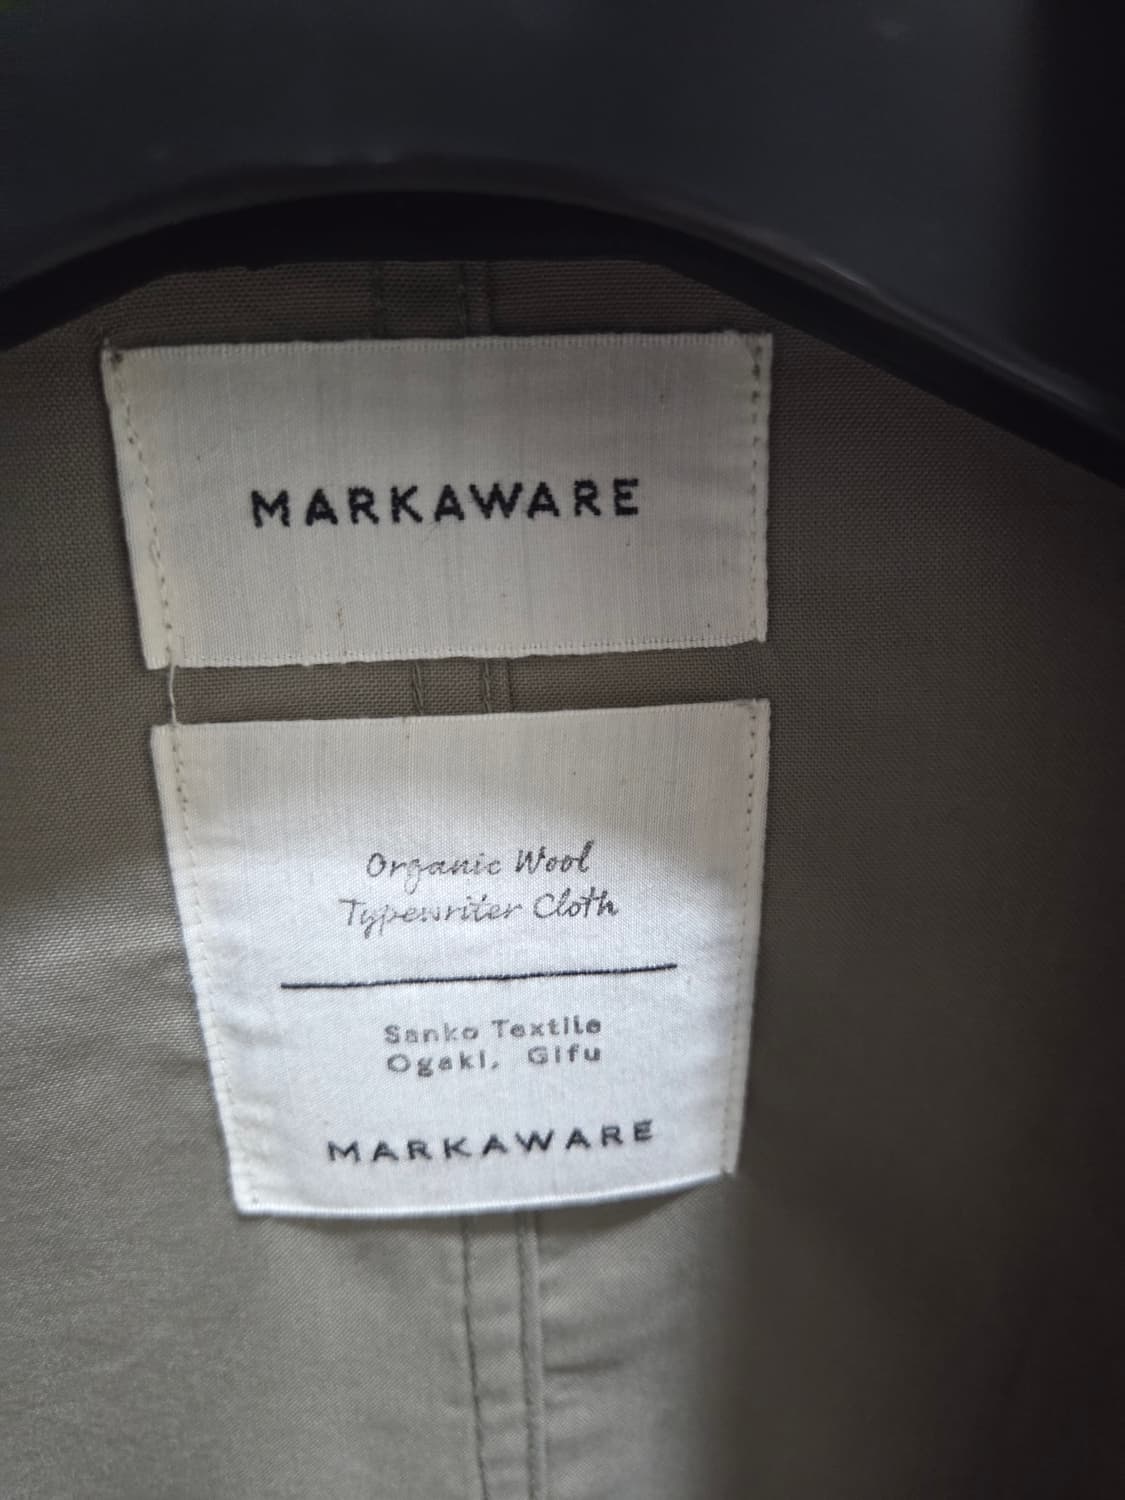 MARKAWARE
Organic Wool
Typewriter Cloth
Sanko Textile
Ogaki, Gifu
MARKAWARE